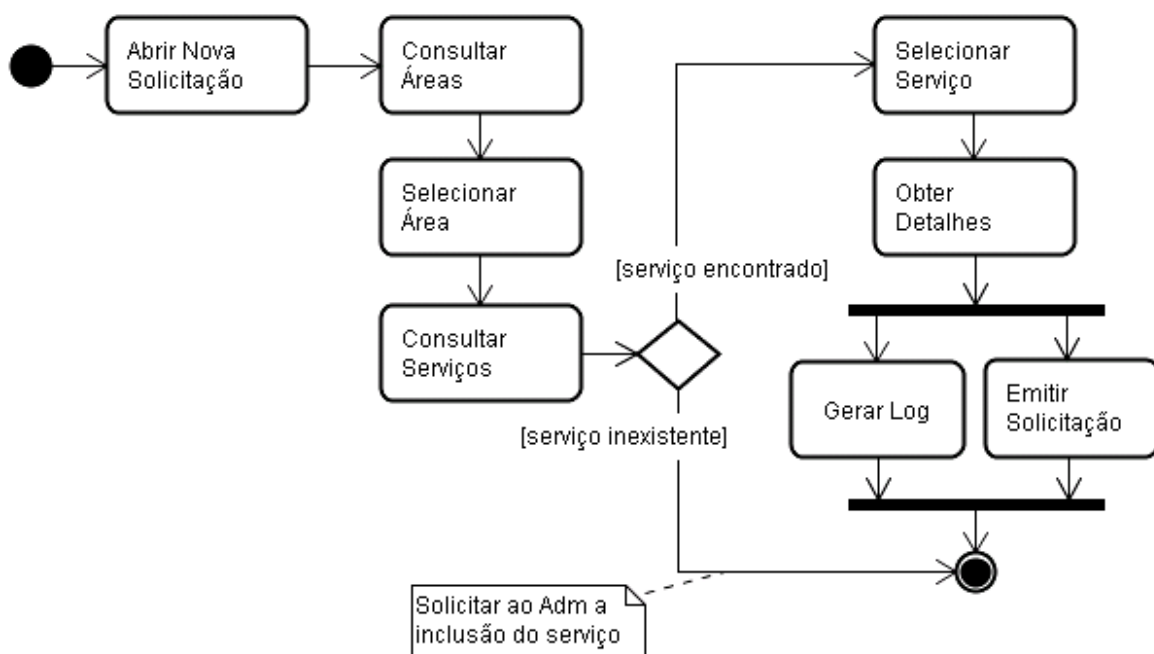 Abrir Nova
Solicitação
Consultar
Áreas
Selecionar
Área
Consultar
Serviços
[serviço encontrado]
[serviço inexistente]
Selecionar
Serviço
Obter
Detalhes
Gerar Log
Emitir
Solicitação
Solicitar ao Adm a
inclusão do serviço